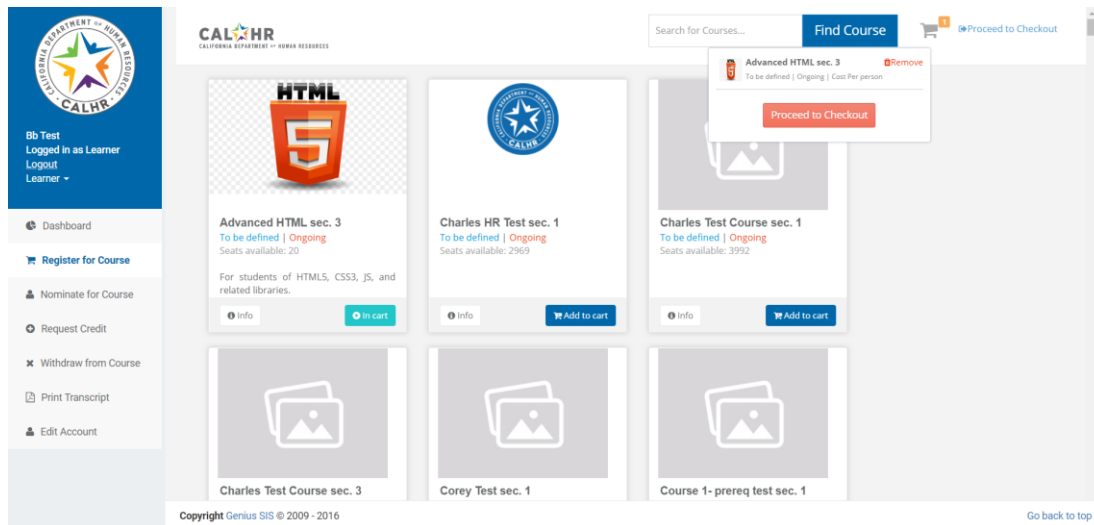 CALIFORNIA DEPARTMENT OF HUMAN RESOURCES
CALHR
Bb Test
Logged in as Learner
Logout
Learner
Dashboard
Register for Course
Nominate for Course
Request Credit
Withdraw from Course
Print Transcript
Edit Account
CALHR
CALIFORNIA DEPARTMENT OF HUMAN RESOURCES
Search for Courses...
Find Course
1
Proceed to Checkout
Advanced HTML sec. 3
Remove
To be defined | Ongoing | Cost Per person
Proceed to Checkout
HTML
5
Advanced HTML sec. 3
To be defined | Ongoing
Seats available: 20
For students of HTML5, CSS3, JS, and
related libraries.
Info
In cart
CALHR
Charles HR Test sec. 1
To be defined | Ongoing
Seats available: 2969
Info
Add to cart
Charles Test Course sec. 1
To be defined | Ongoing
Seats available: 3992
Info
Add to cart
Charles Test Course sec. 3
Corey Test sec. 1
Course 1- prereq test sec. 1
Copyright Genius SIS © 2009 - 2016
Go back to top